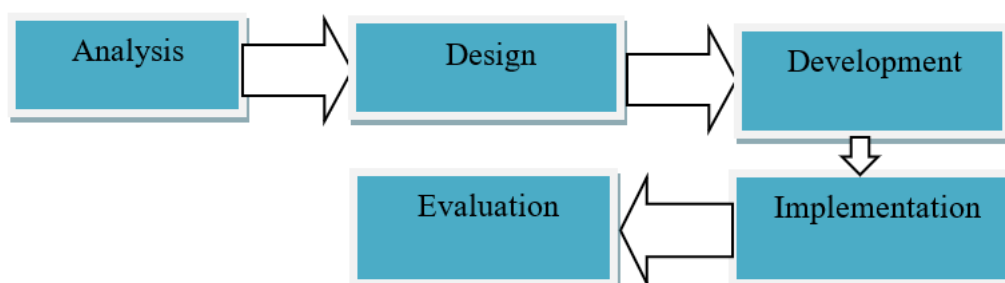 Analysis
Design
Development
Implementation
Evaluation